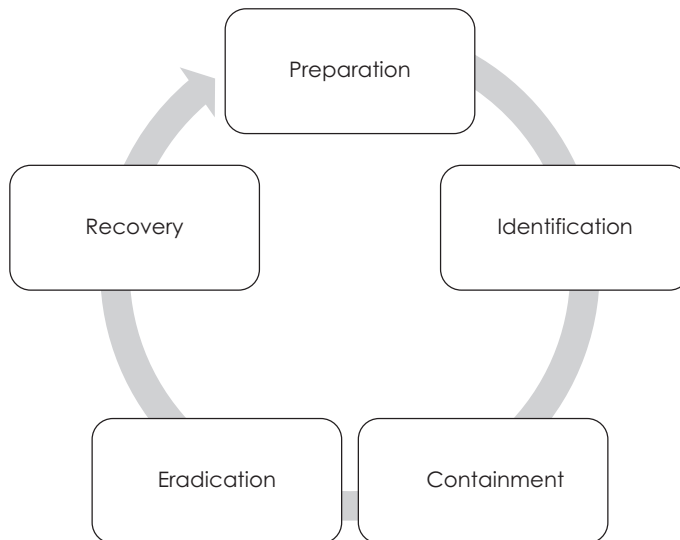 Preparation
Identification
Containment
Eradication
Recovery